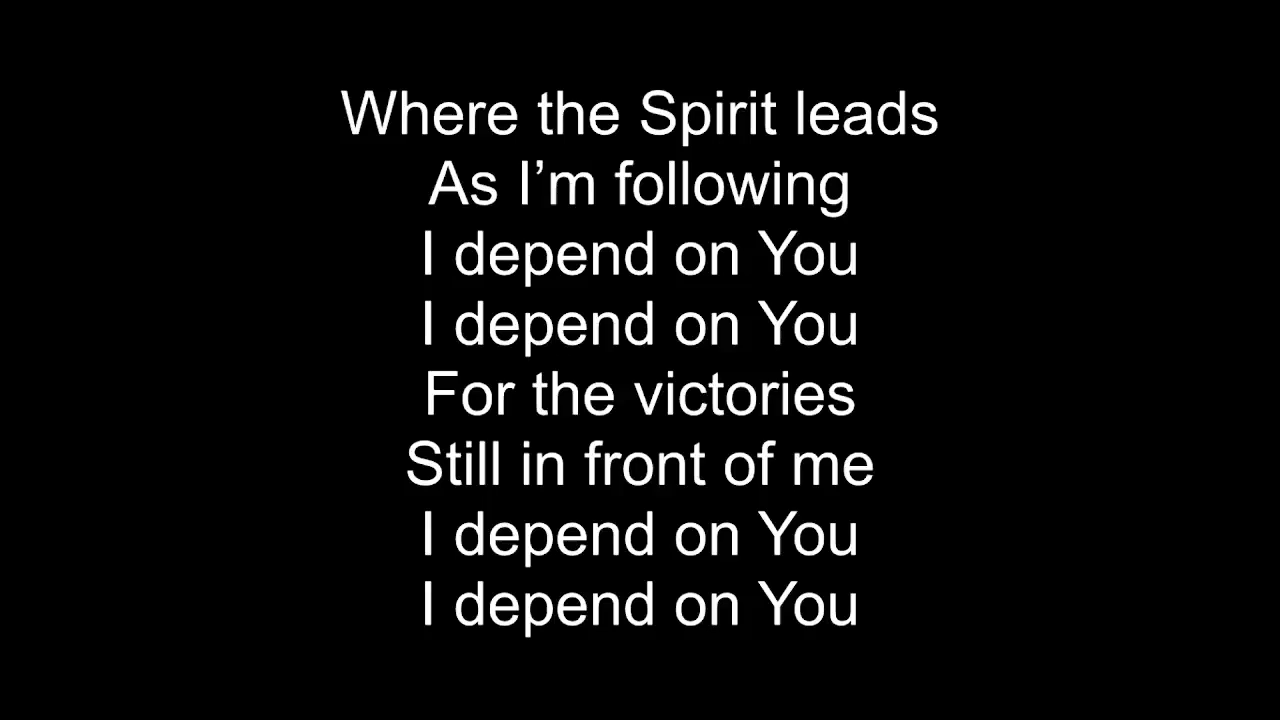 Where the Spirit leads
As I’m following
I depend on You
I depend on You
For the victories
Still in front of me
I depend on You
I depend on You